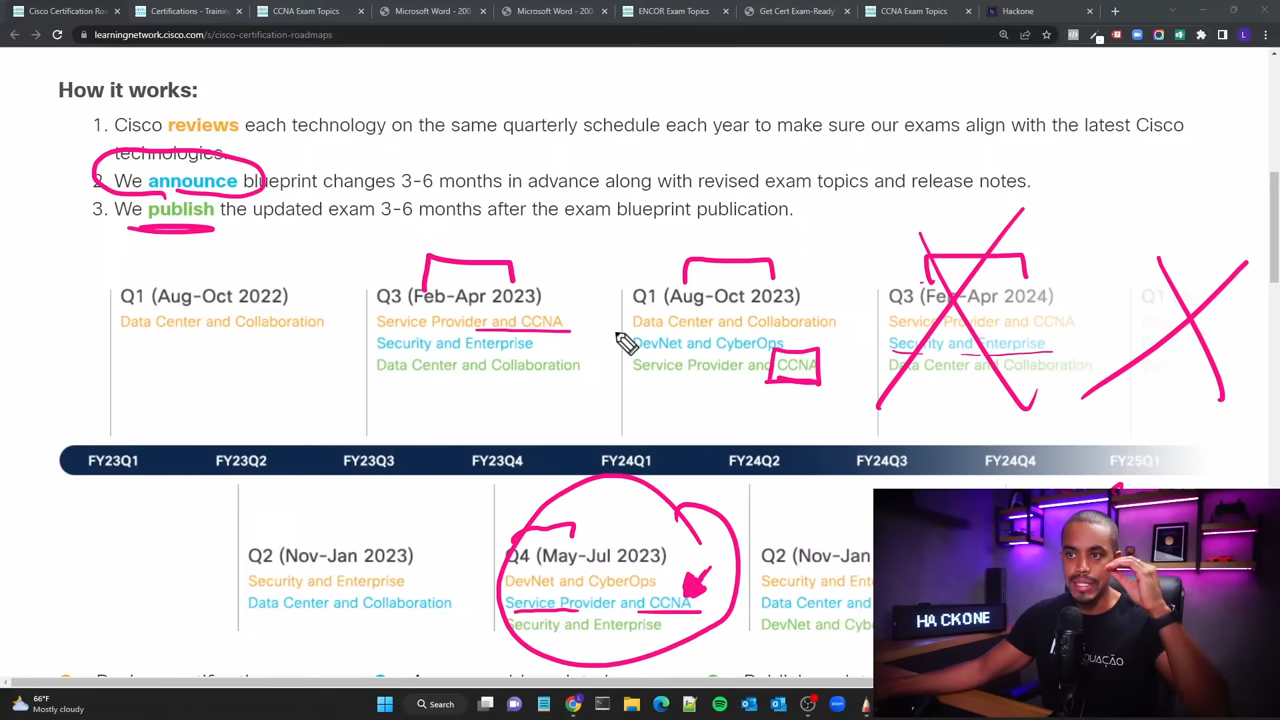 Cisco Certification Road
Certifications - Training
CCNA Exam Topics
Microsoft Word - 200
Microsoft Word - 200
ENCOR Exam Topics
Get Cert Exam-Ready
CCNA Exam Topics
Hackone
learningnetwork.cisco.com/s/cisco-certification-roadmaps
How it works:
1. Cisco reviews each technology on the same quarterly schedule each year to make sure our exams align with the latest Cisco
technologies.
2. We announce blueprint changes 3-6 months in advance along with revised exam topics and release notes.
3. We publish the updated exam 3-6 months after the exam blueprint publication.
Q1 (Aug-Oct 2022)
Data Center and Collaboration
Q3 (Feb-Apr 2023)
Service Provider and CCNA
Security and Enterprise
Data Center and Collaboration
Q1 (Aug-Oct 2023)
Data Center and Collaboration
DevNet and CyberOps
Service Provider and CCNA
Q3 (Feb-Apr 2024)
Service Provider and CCNA
Security and Enterprise
Data Center and Collaboration
Q1
FY23Q1 FY23Q2 FY23Q3 FY23Q4 FY24Q1 FY24Q2 FY24Q3 FY24Q4 FY25Q1
Q2 (Nov-Jan 2023)
Security and Enterprise
Data Center and Collaboration
Q4 (May-Jul 2023)
DevNet and CyberOps
Service Provider and CCNA
Security and Enterprise
Q2 (Nov-Jan
Security and Ente
Data Center and
DevNet and Cybe
HACKONE
66°F
Mostly cloudy
Search